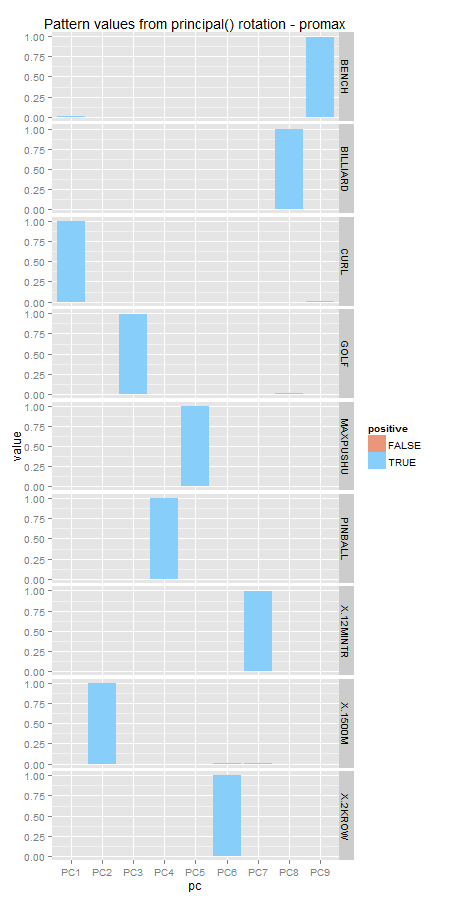 Pattern values from principal() rotation - promax
1.00
0.75
0.50
0.25
0.00
BENCH
1.00
0.75
0.50
0.25
0.00
BILLIARD
1.00
0.75
0.50
0.25
0.00
CURL
1.00
0.75
0.50
0.25
0.00
GOLF
1.00
0.75
0.50
0.25
0.00
MAXPUSHU
1.00
0.75
0.50
0.25
0.00
PINBALL
1.00
0.75
0.50
0.25
0.00
X.12MINTR
1.00
0.75
0.50
0.25
0.00
X.1500M
1.00
0.75
0.50
0.25
0.00
X.2KROW
value
PC1 PC2 PC3 PC4 PC5 PC6 PC7 PC8 PC9
pc
positive
FALSE
TRUE